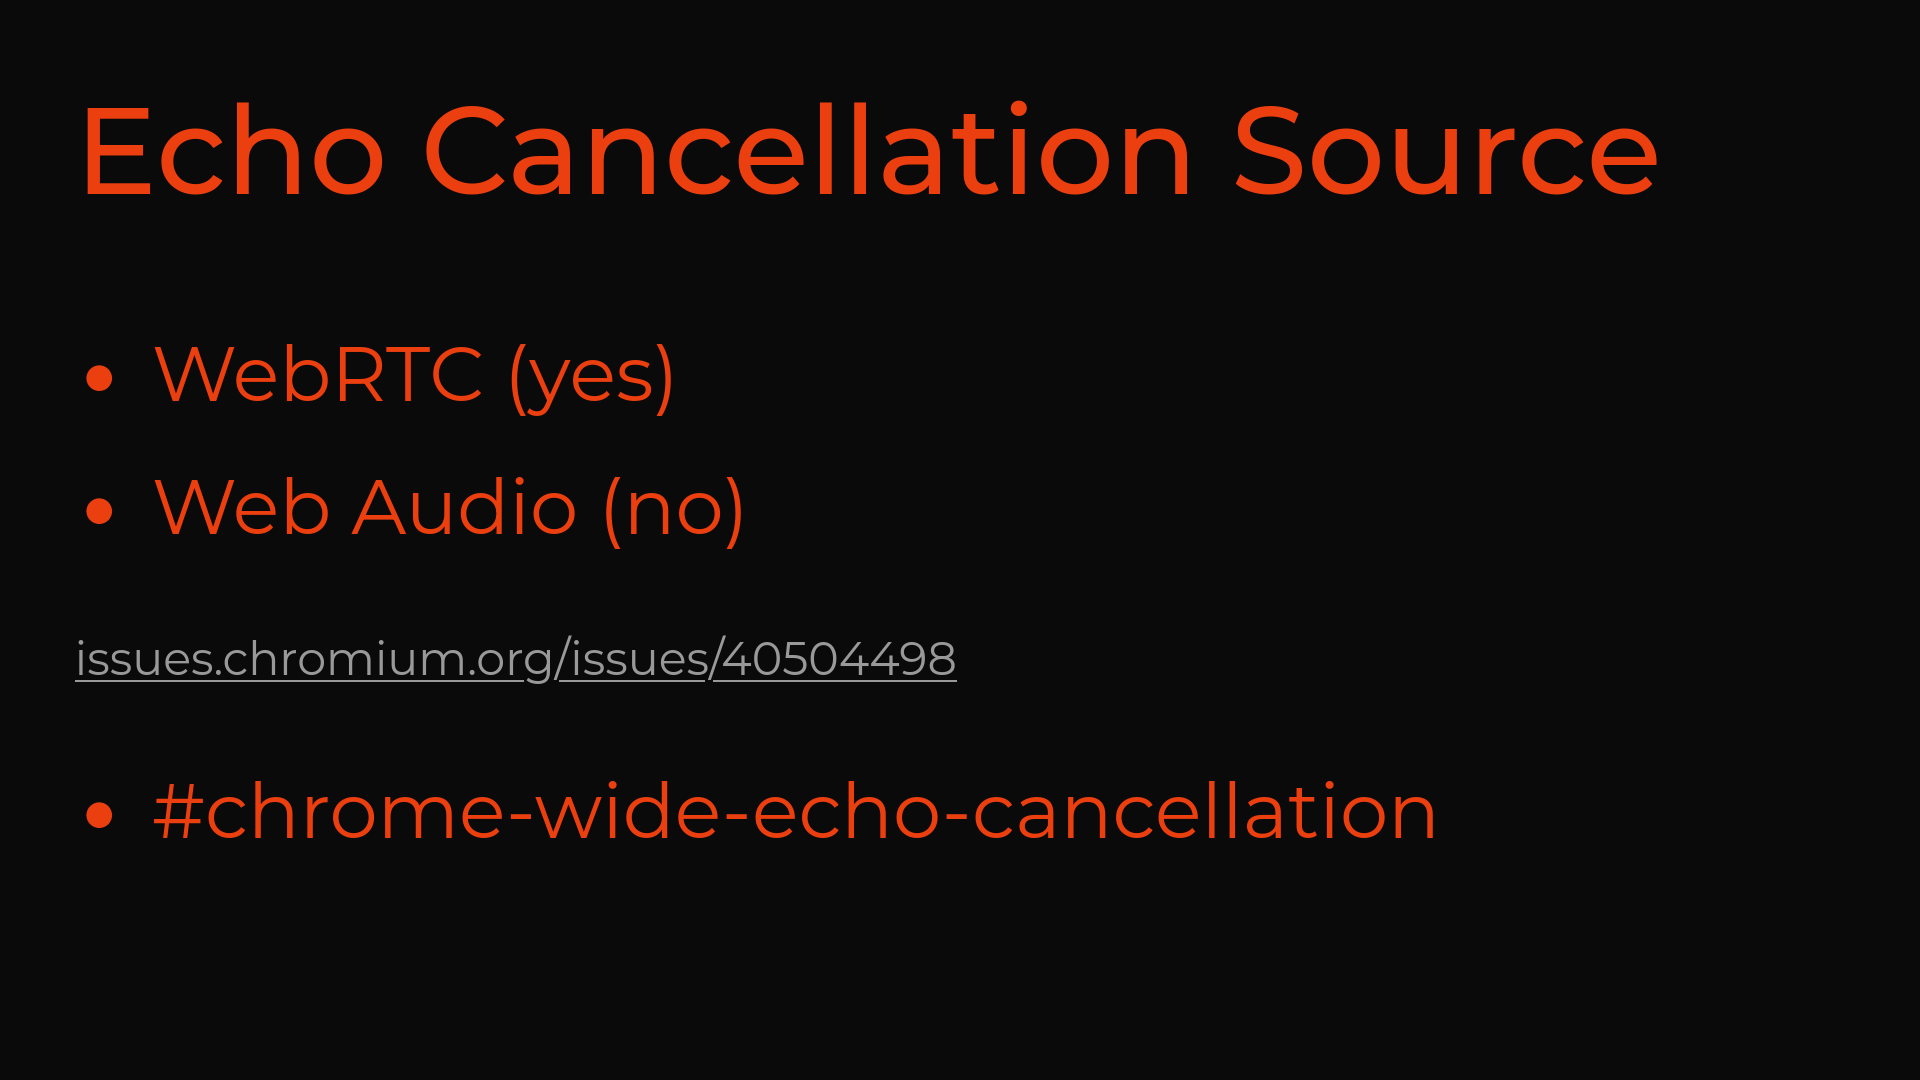 Echo Cancellation Source
• WebRTC (yes)
• Web Audio (no)
issues.chromium.org/issues/40504498
• #chrome-wide-echo-cancellation